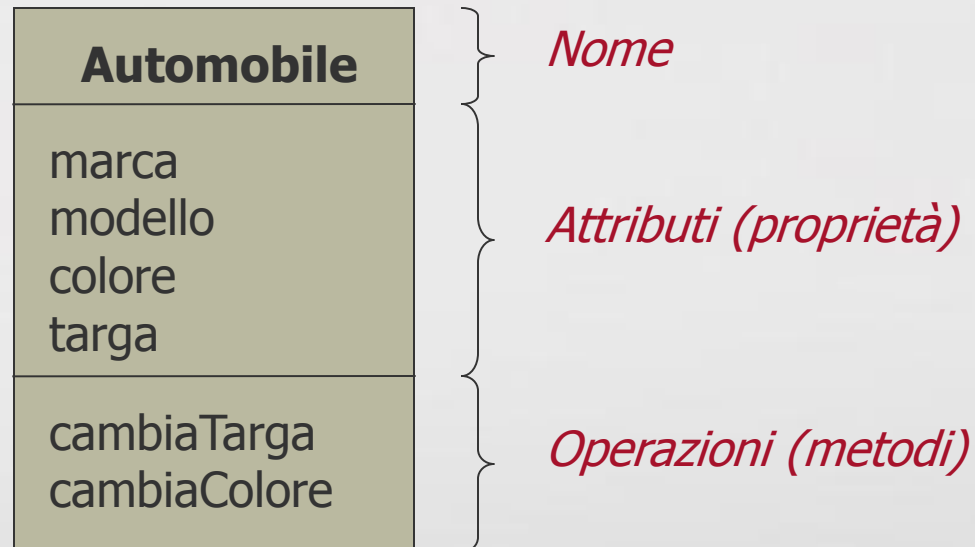 Automobile
Nome
marca
modello
colore
targa
Attributi (proprietà)
cambiaTarga
cambiaColore
Operazioni (metodi)